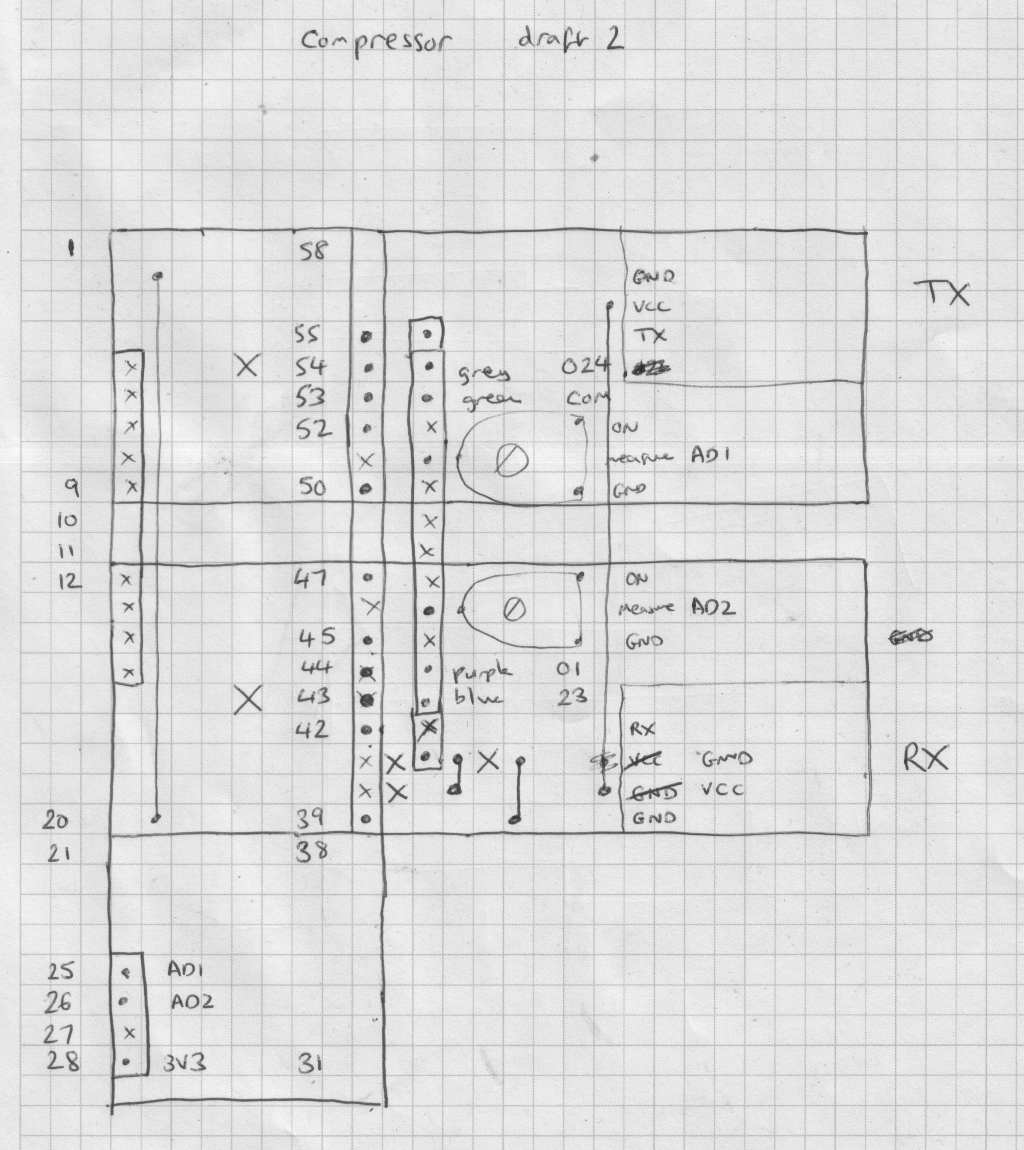 Compressor draft 2
1 58
GND
VCC
TX
TX
55
54 grey 024
53 green COM
52 ON
measure AD1
9 50 GND
10
11
12 47 ON
measure AD2
45 GND
44 purple 01
43 blue 23
42 RX
VCC GND RX
GND VCC
20 39 GND
21 38
25 AD1
26 AD2
27
28 3V3 31